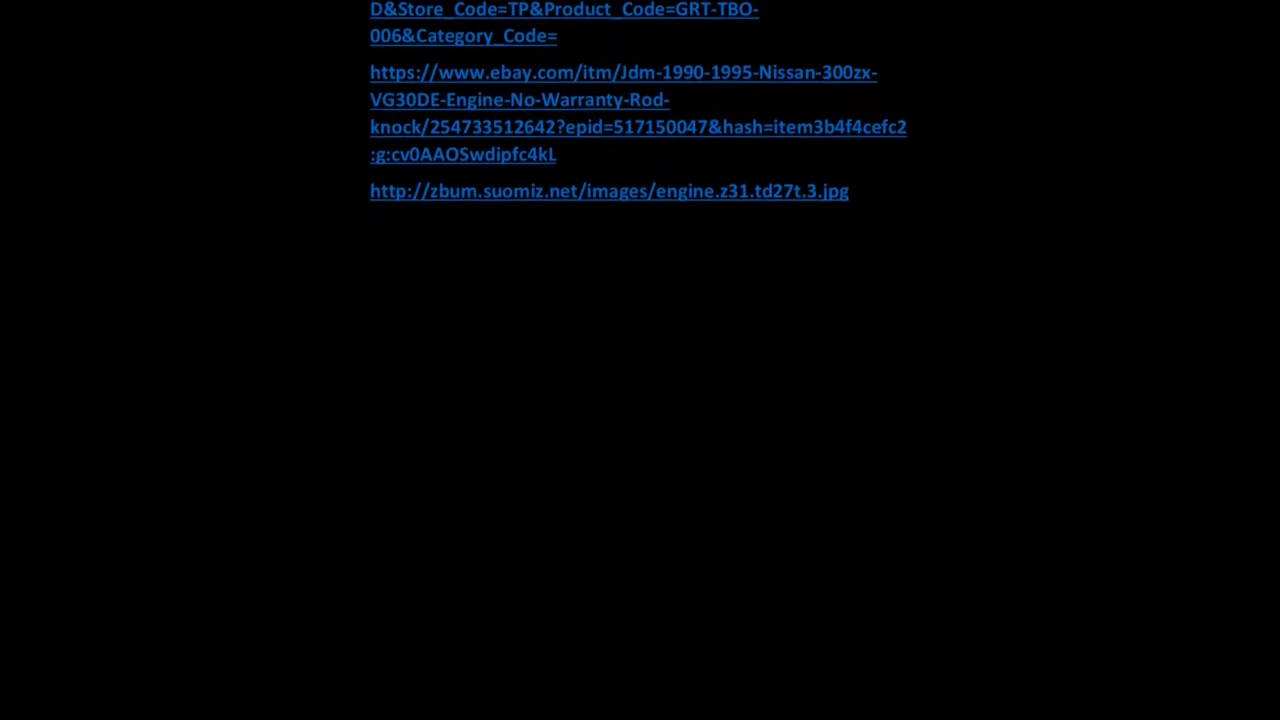 D&Store_Code=TP&Product_Code=GRT-TBO-
006&Category_Code=
https://www.ebay.com/itm/Jdm-1990-1995-Nissan-300zx-
VG30DE-Engine-No-Warranty-Rod-
knock/254733512642?epid=517150047&hash=item3b4f4cefc2
:g:cv0AAOSwdipfc4kL
http://zbum.suomiz.net/images/engine.z31.td27t.3.jpg